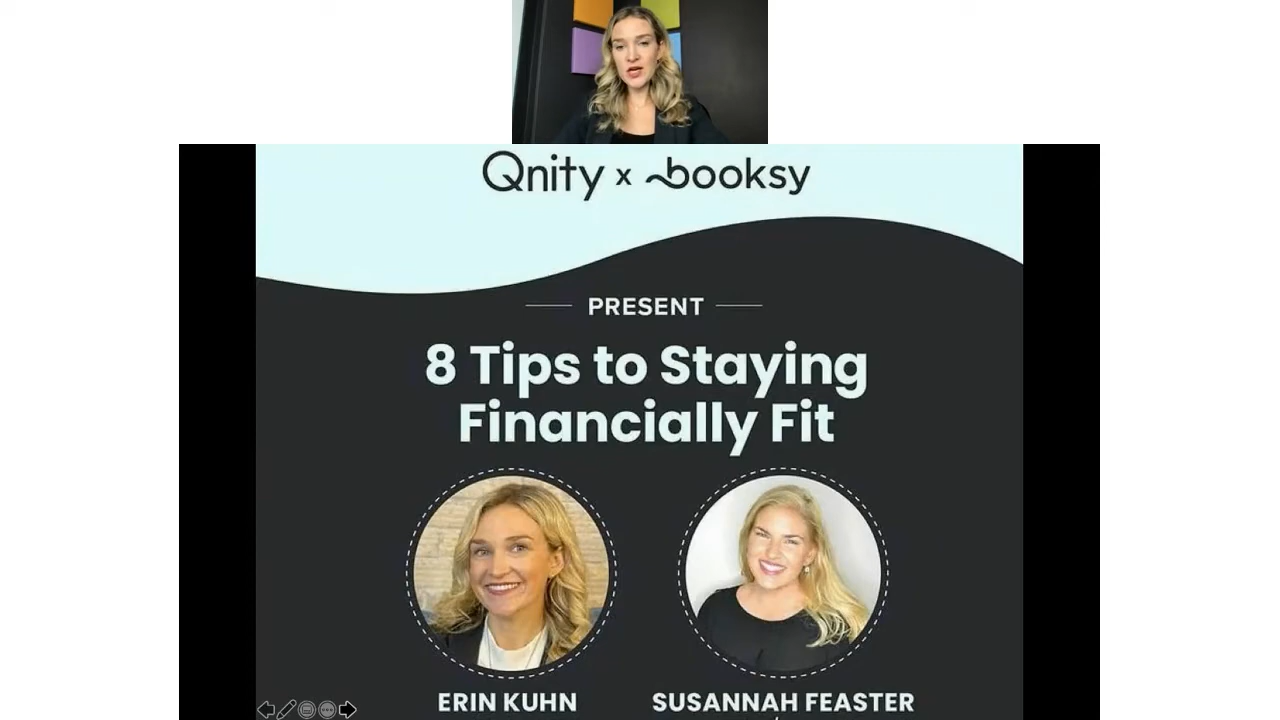 Qnity x booksy
PRESENT
8 Tips to Staying
Financially Fit
ERIN KUHN
SUSANNAH FEASTER